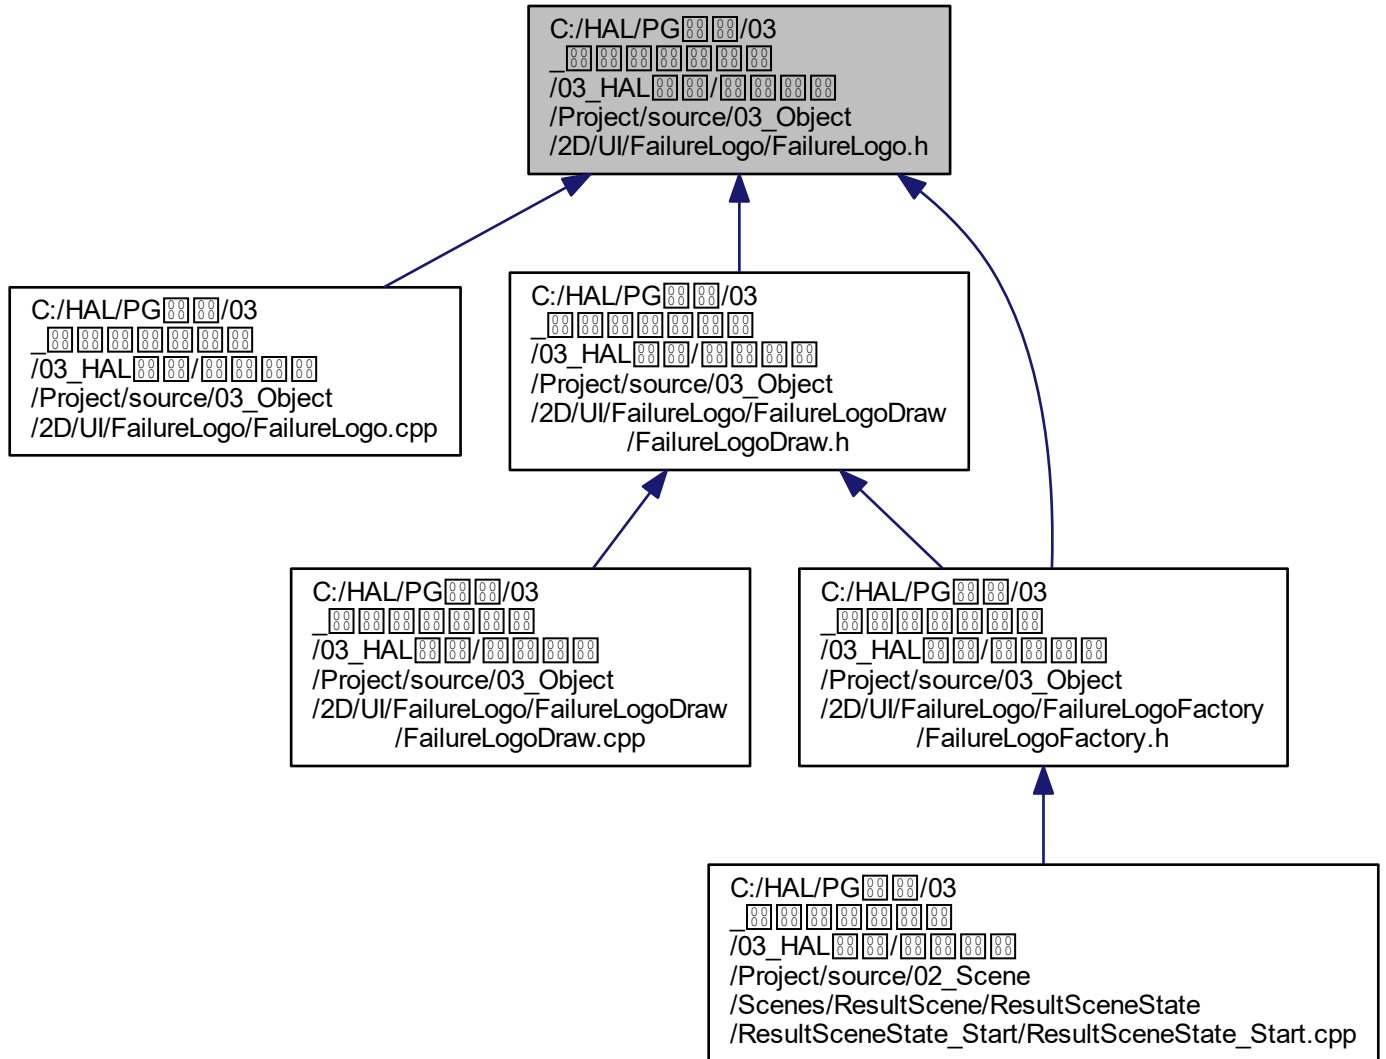 C:/HAL/PG/03
_
/03_HAL/
/Project/source/03_Object
/2D/UI/FailureLogo/FailureLogo.h
C:/HAL/PG/03
_
/03_HAL/
/Project/source/03_Object
/2D/UI/FailureLogo/FailureLogo.cpp
C:/HAL/PG/03
_
/03_HAL/
/Project/source/03_Object
/2D/UI/FailureLogo/FailureLogoDraw
/FailureLogoDraw.h
C:/HAL/PG/03
_
/03_HAL/
/Project/source/03_Object
/2D/UI/FailureLogo/FailureLogoDraw
/FailureLogoDraw.cpp
C:/HAL/PG/03
_
/03_HAL/
/Project/source/03_Object
/2D/UI/FailureLogo/FailureLogoFactory
/FailureLogoFactory.h
C:/HAL/PG/03
_
/03_HAL/
/Project/source/02_Scene
/Scenes/ResultScene/ResultSceneState
/ResultSceneState_Start/ResultSceneState_Start.cpp